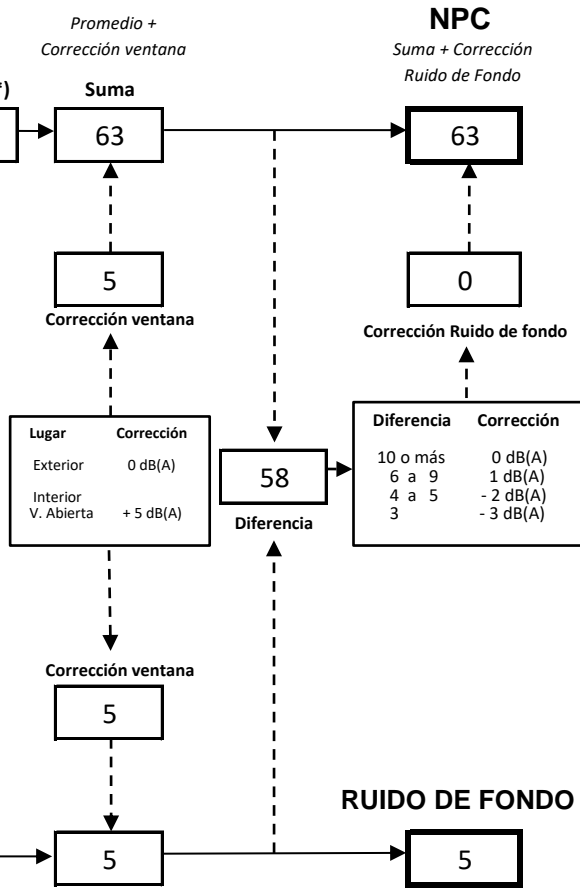 Promedio +
Corrección ventana
NPC
Suma + Corrección
Ruido de Fondo
*)
Suma
63
63
5
Corrección ventana
0
Corrección Ruido de fondo
Lugar Corrección
Exterior 0 dB(A)
Interior
V. Abierta + 5 dB(A)
58
Diferencia
Diferencia Corrección
10 o más 0 dB(A)
6 a 9 1 dB(A)
4 a 5 - 2 dB(A)
3 - 3 dB(A)
Corrección ventana
5
RUIDO DE FONDO
5
5